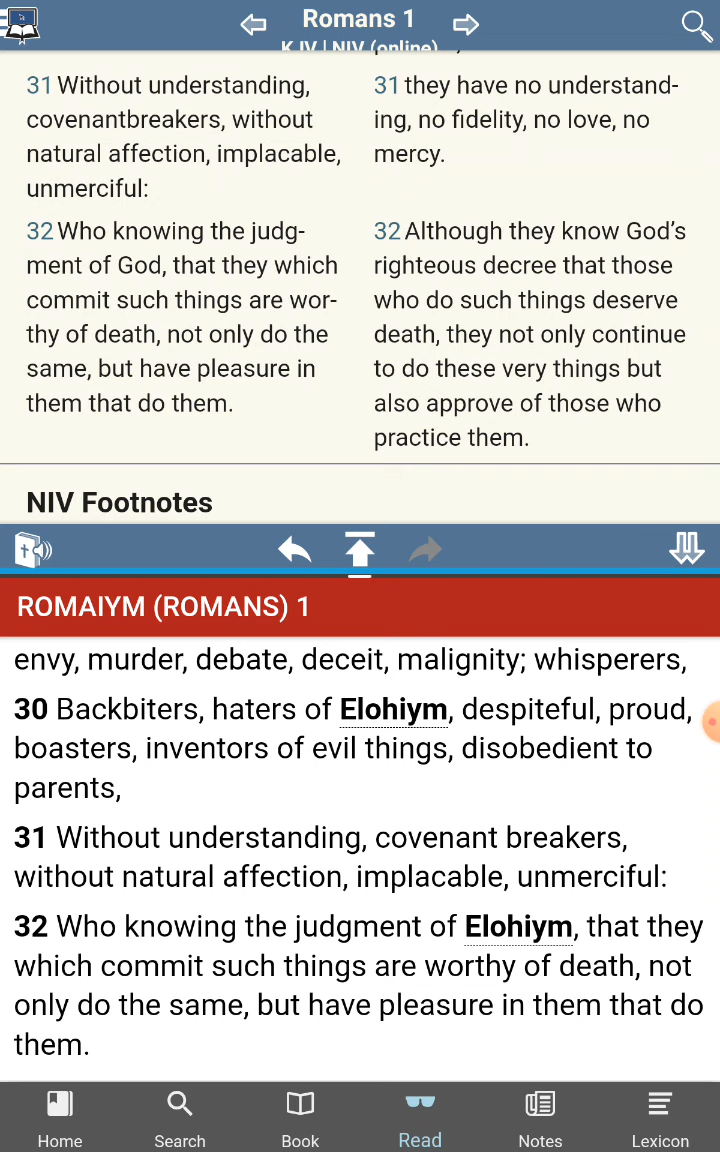 Romans 1
KJV | NIV (online)
31 Without understanding,
covenantbreakers, without
natural affection, implacable,
unmerciful:
32 Who knowing the judg-
ment of God, that they which
commit such things are wor-
thy of death, not only do the
same, but have pleasure in
them that do them.
31 they have no understand-
ing, no fidelity, no love, no
mercy.
32 Although they know God's
righteous decree that those
who do such things deserve
death, they not only continue
to do these very things but
also approve of those who
practice them.
NIV Footnotes
ROMAIYM (ROMANS) 1
envy, murder, debate, deceit, malignity; whisperers,
30 Backbiters, haters of Elohiym, despiteful, proud,
boasters, inventors of evil things, disobedient to
parents,
31 Without understanding, covenant breakers,
without natural affection, implacable, unmerciful:
32 Who knowing the judgment of Elohiym, that they
which commit such things are worthy of death, not
only do the same, but have pleasure in them that do
them.
Home
Search
Book
Read
Notes
Lexicon